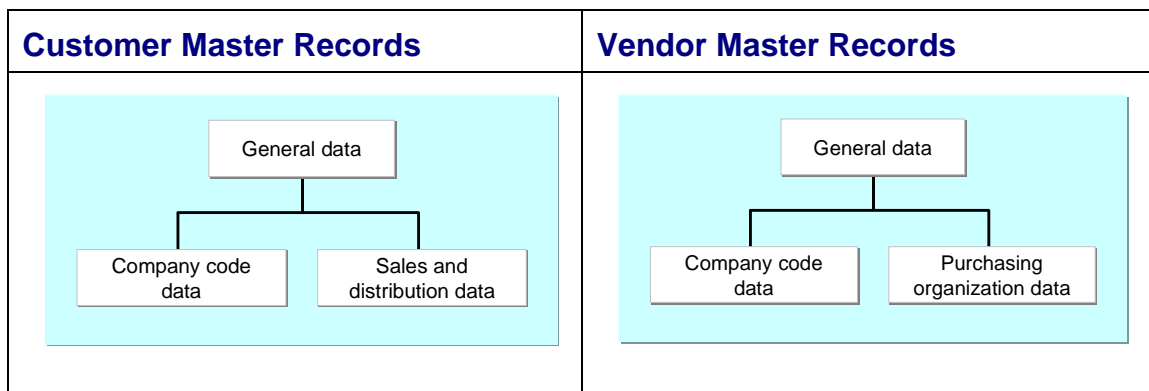 Customer Master Records
Vendor Master Records
General data
Company code
data
Sales and
distribution data
General data
Company code
data
Purchasing
organization data